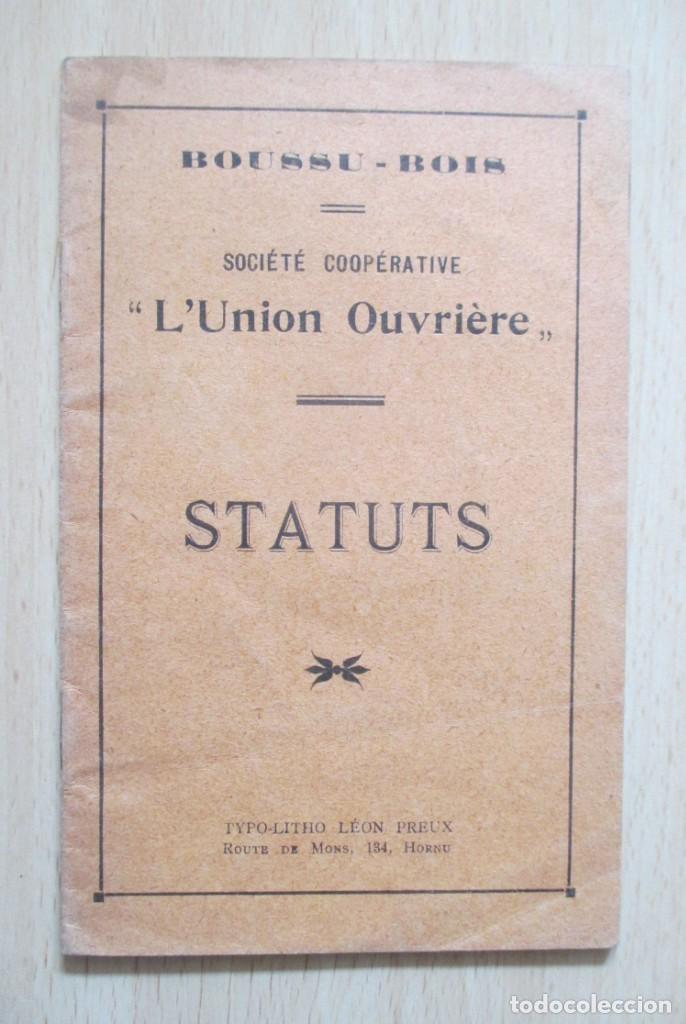 BOUSSU - BOIS
SOCIÉTÉ COOPÉRATIVE
“ L'Union Ouvrière „
STATUTS
TYPO-LITHO LÉON PREUX
ROUTE DE MONS, 134, HORNU
todocoleccion